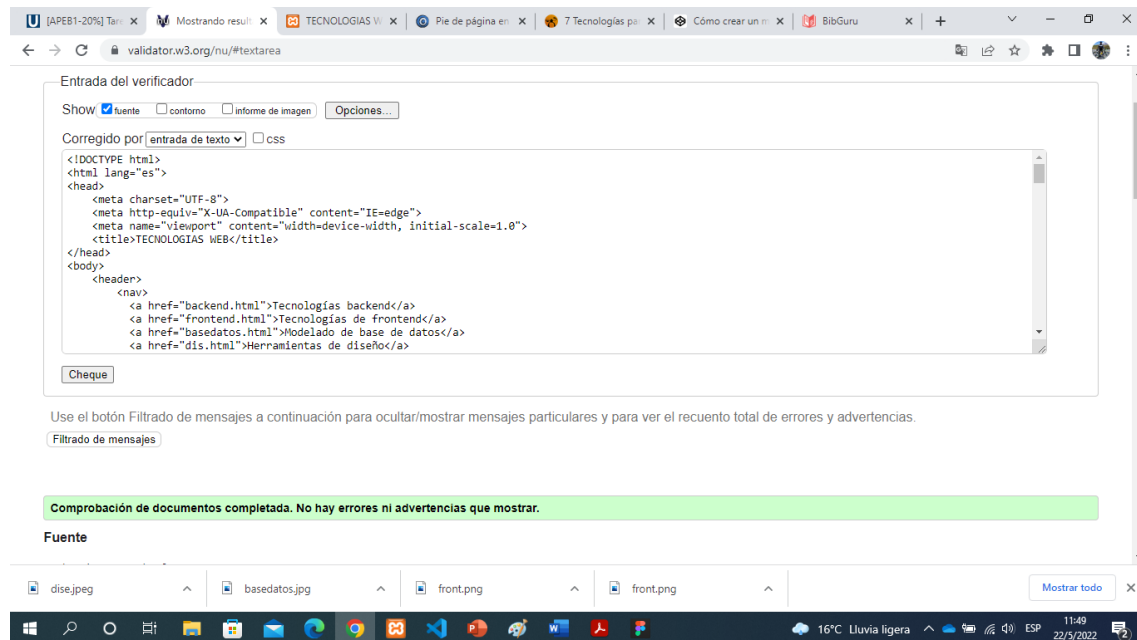 [APEB1-20%] Tar
Mostrando result
TECNOLOGIAS W
Pie de página en
7 Tecnologías pa
Cómo crear un m
BibGuru
validator.w3.org/nu/#textarea
Entrada del verificador
Show fuente contorno informe de imagen Opciones...
Corregido por entrada de texto css
<!DOCTYPE html>
<html lang="es">
<head>
<meta charset="UTF-8">
<meta http-equiv="X-UA-Compatible" content="IE=edge">
<meta name="viewport" content="width=device-width, initial-scale=1.0">
<title>TECNOLOGIAS WEB</title>
</head>
<body>
<header>
<nav>
<a href="backend.html">Tecnologías backend</a>
<a href="frontend.html">Tecnologías de frontend</a>
<a href="basedatos.html">Modelado de base de datos</a>
<a href="dis.html">Herramientas de diseño</a>
Cheque
Use el botón Filtrado de mensajes a continuación para ocultar/mostrar mensajes particulares y para ver el recuento total de errores y advertencias.
Filtrado de mensajes
Comprobación de documentos completada. No hay errores ni advertencias que mostrar.
Fuente
dise.jpeg
basedatos.jpg
front.png
front.png
Mostrar todo
16°C Lluvia ligera
ESP
11:49
22/5/2022